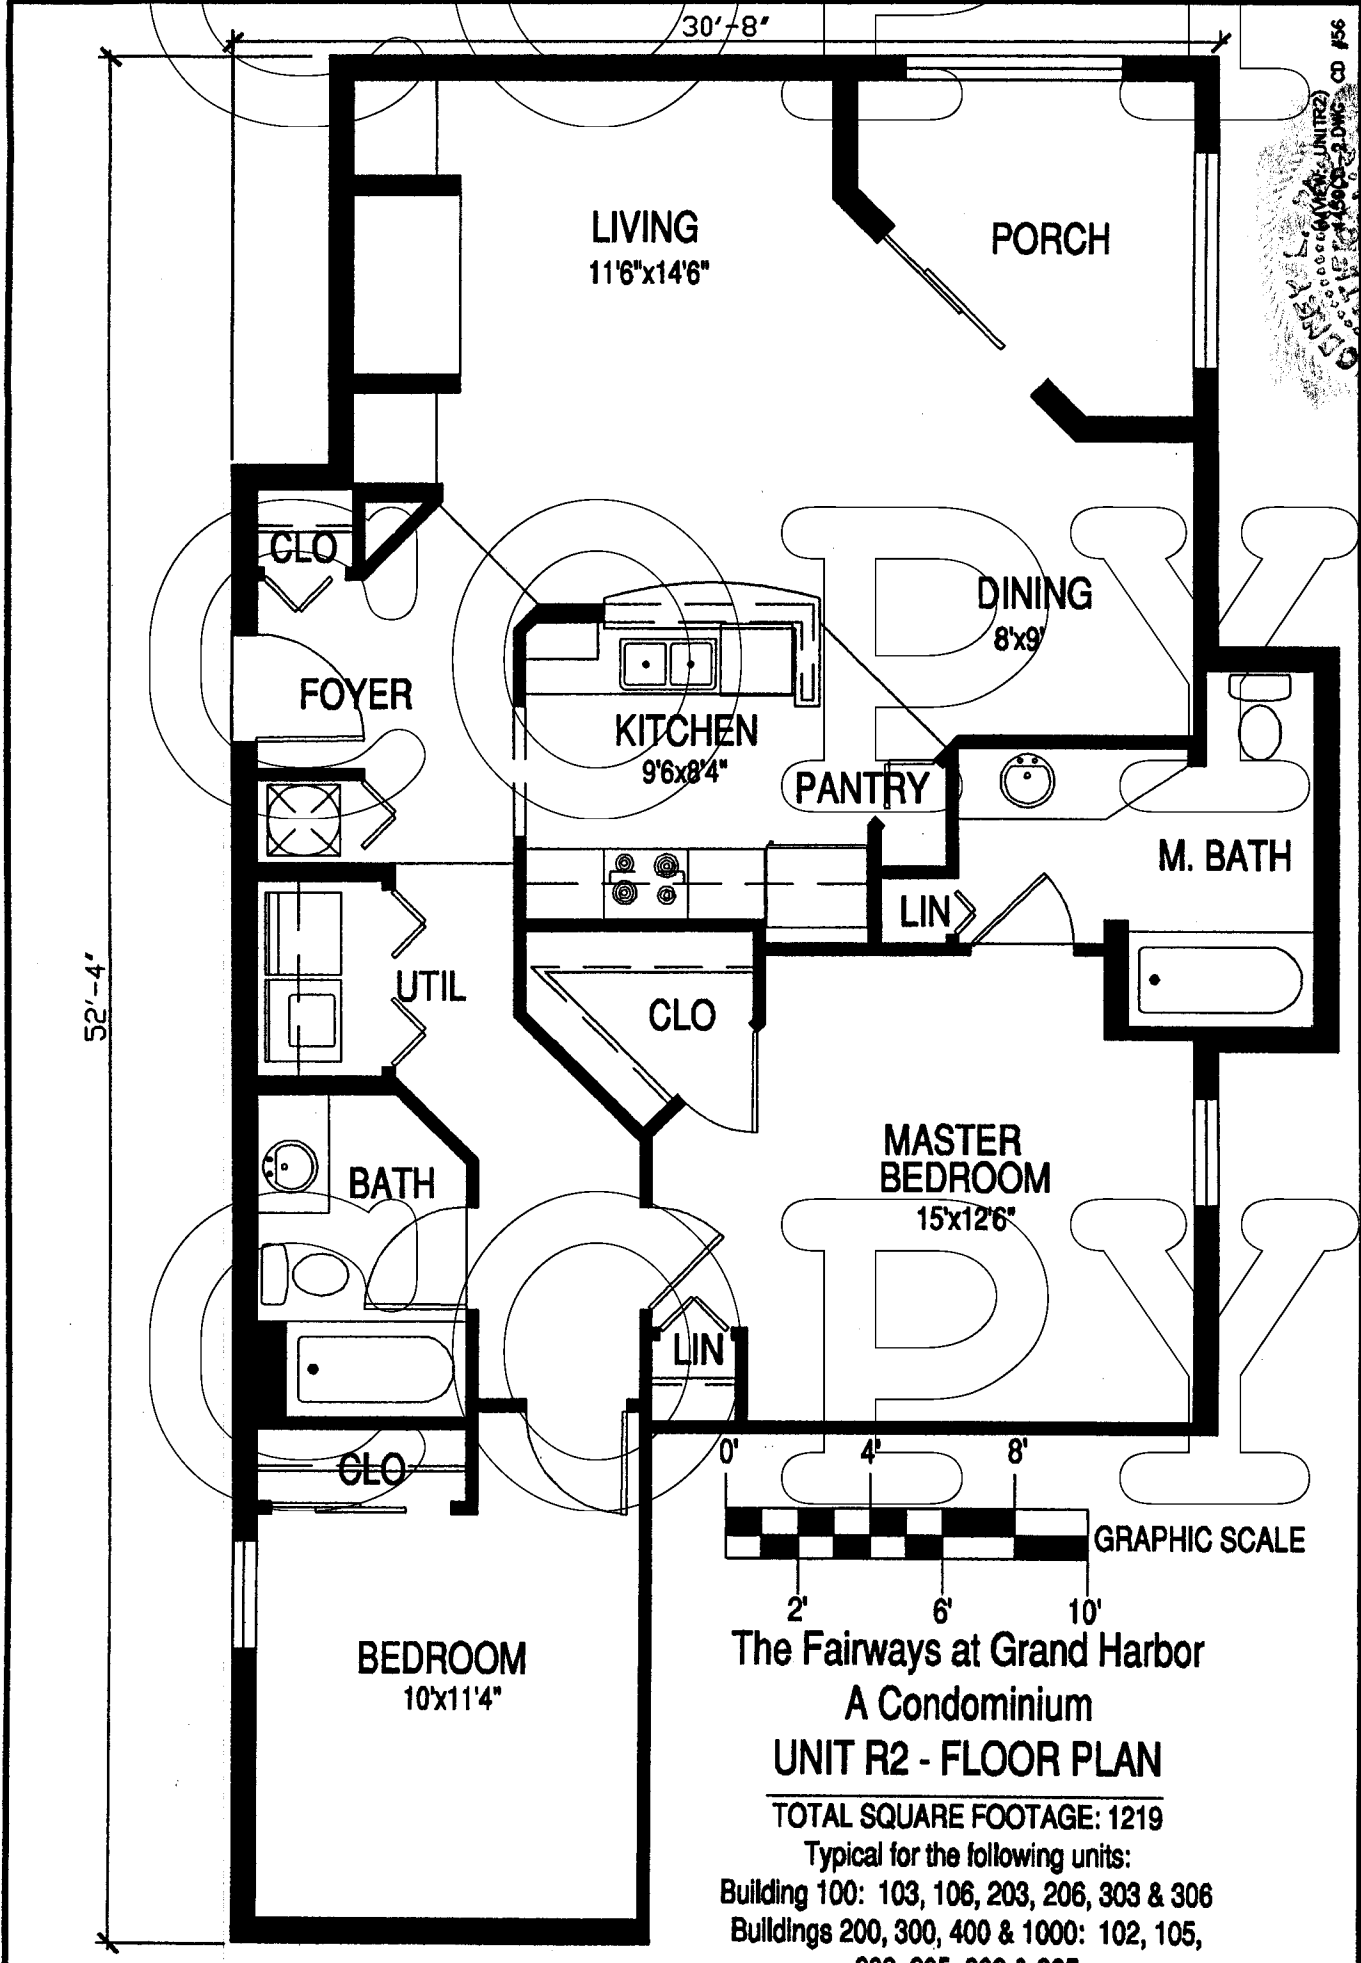 30'-8"
CD #56
(MVIEW: UNITR2)
LIVING
11'6"x14'6"
PORCH
CLO
DINING
8'x9'
FOYER
KITCHEN
9'6x8'4"
PANTRY
M. BATH
LIN
52'-4"
UTIL
CLO
MASTER
BEDROOM
15'x12'6"
BATH
LIN
CLO
0' 4' 8'
GRAPHIC SCALE
2' 6' 10'
BEDROOM
10'x11'4"
The Fairways at Grand Harbor
A Condominium
UNIT R2 - FLOOR PLAN
TOTAL SQUARE FOOTAGE: 1219
Typical for the following units:
Building 100: 103, 106, 203, 206, 303 & 306
Buildings 200, 300, 400 & 1000: 102, 105,
COPY
COPY